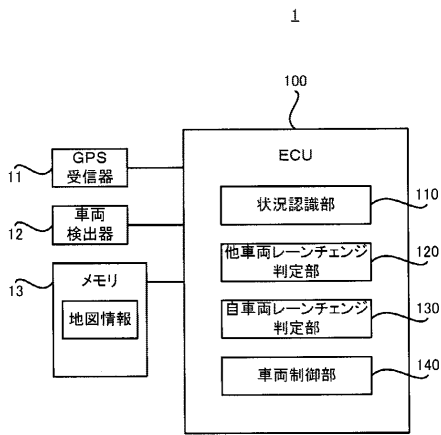 1
100
ECU
GPS
受信器
11
車両
検出器
12
メモリ
13
地図情報
状況認識部
110
他車両レーンチェンジ
判定部
120
自車両レーンチェンジ
判定部
130
車両制御部
140